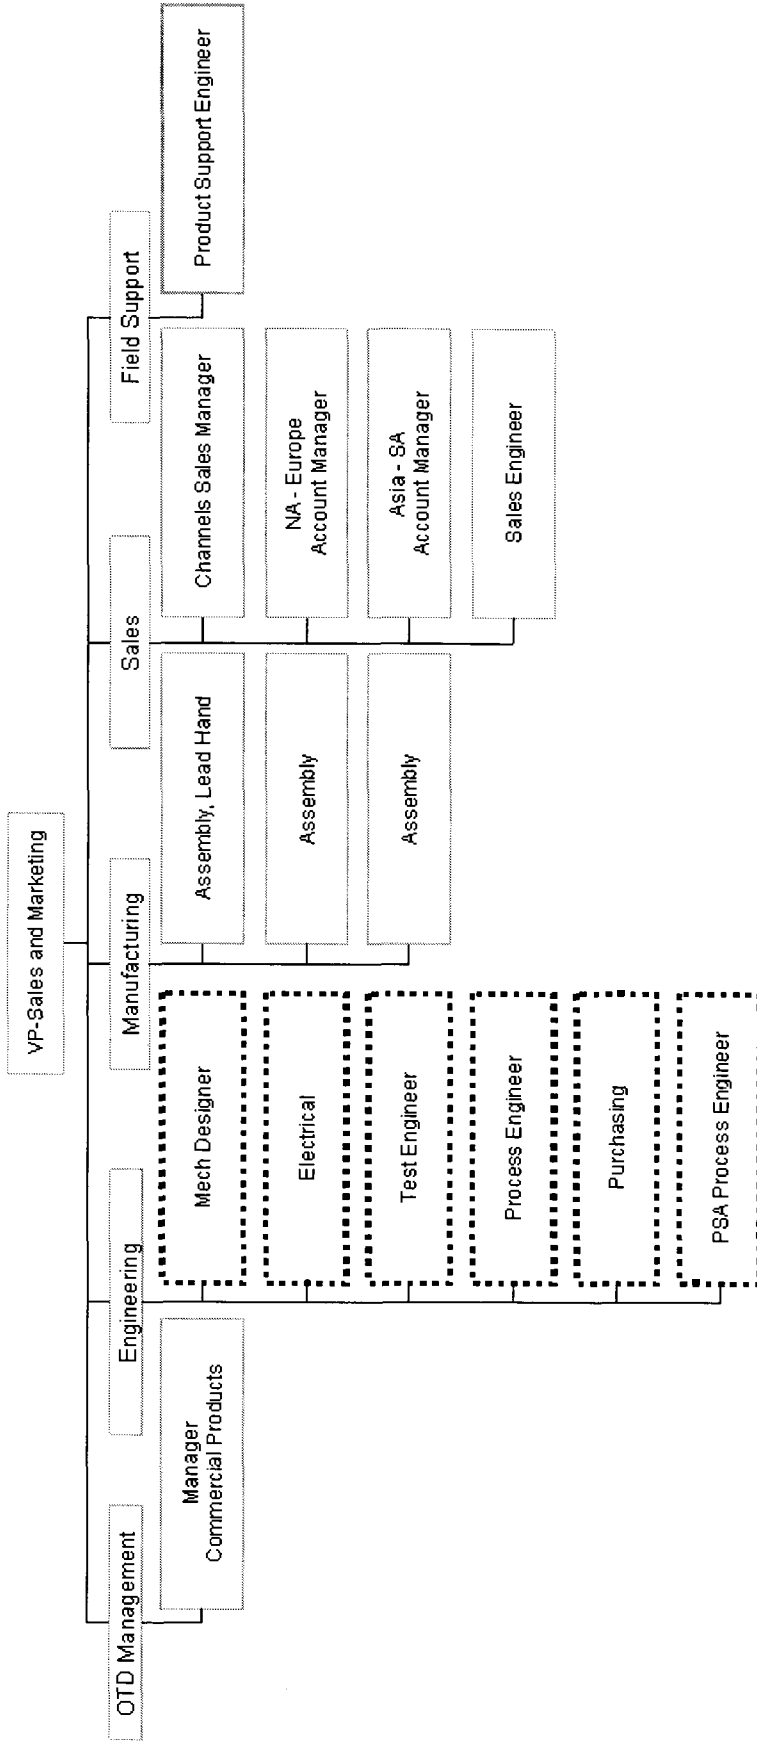 VP-Sales and Marketing
OTD Management
Engineering
Manufacturing
Sales
Field Support
Manager
Commercial Products
Mech Designer
Electrical
Test Engineer
Process Engineer
Purchasing
PSA Process Engineer
Assembly, Lead Hand
Assembly
Assembly
Channels Sales Manager
NA - Europe
Account Manager
Asia - SA
Account Manager
Sales Engineer
Product Support Engineer